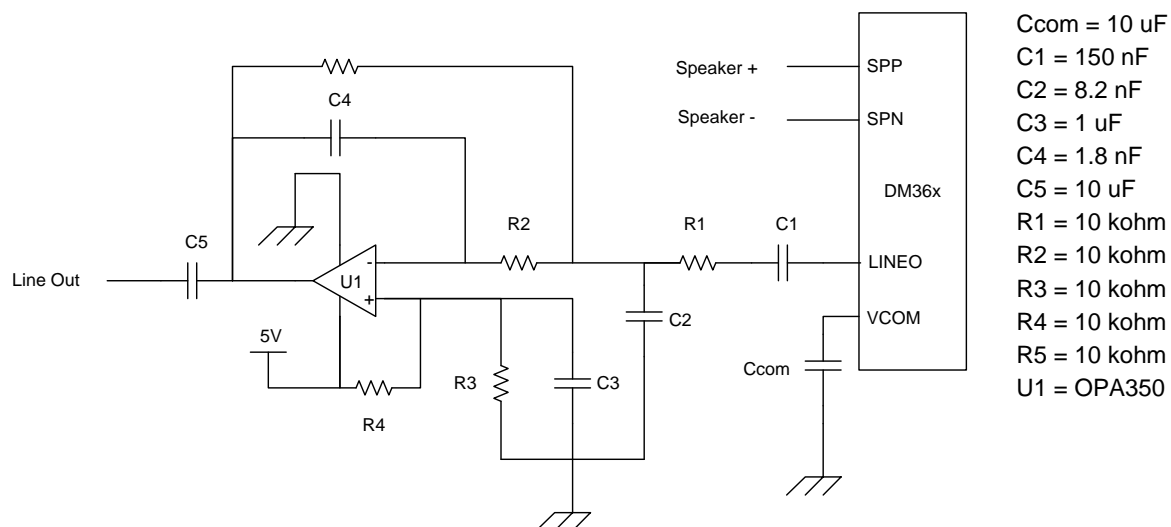 Ccom = 10 uF
C1 = 150 nF
C2 = 8.2 nF
C3 = 1 uF
C4 = 1.8 nF
C5 = 10 uF
R1 = 10 kohm
R2 = 10 kohm
R3 = 10 kohm
R4 = 10 kohm
R5 = 10 kohm
U1 = OPA350
Speaker +
SPP
Speaker -
SPN
DM36x
C4
R2
R1
C1
C5
LINEO
Line Out
-
U1
+
VCOM
C2
5V
R3
C3
Ccom
R4